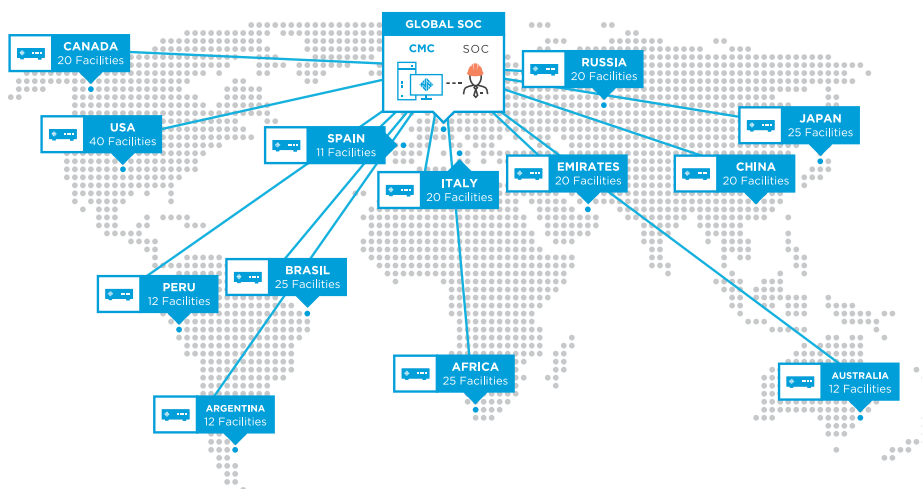 GLOBAL SOC
CMC SOC
CANADA
20 Facilities
RUSSIA
20 Facilities
USA
40 Facilities
SPAIN
11 Facilities
JAPAN
25 Facilities
ITALY
20 Facilities
EMIRATES
20 Facilities
CHINA
20 Facilities
PERU
12 Facilities
BRASIL
25 Facilities
AFRICA
25 Facilities
AUSTRALIA
12 Facilities
ARGENTINA
12 Facilities